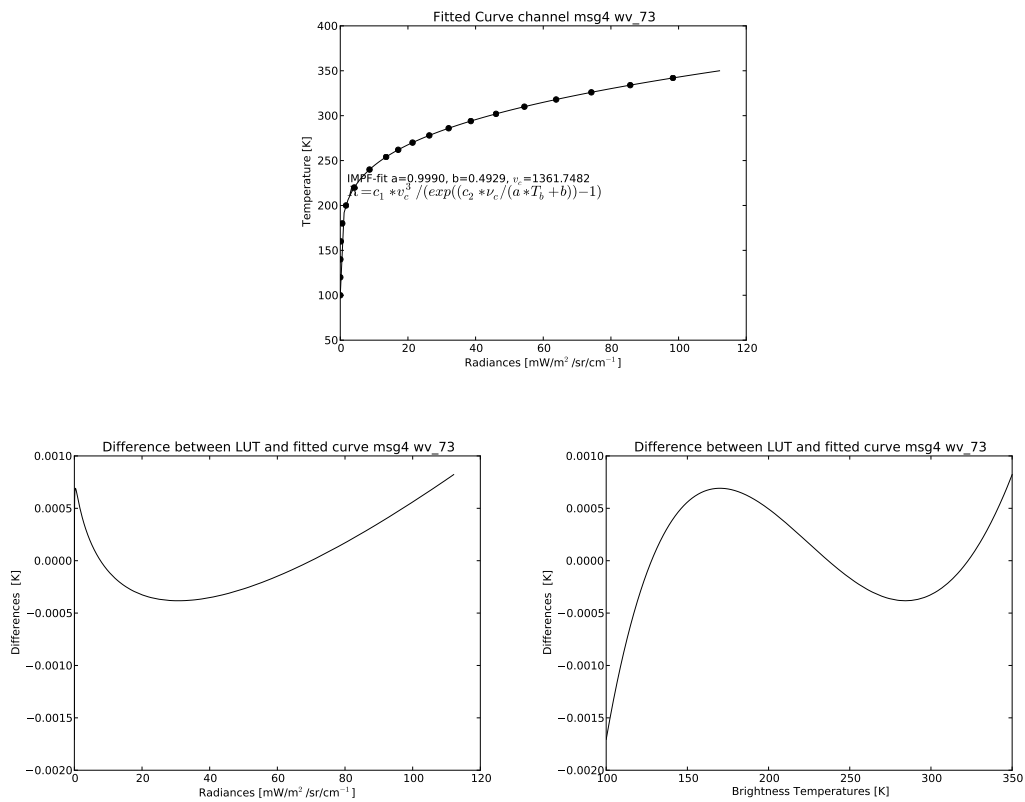 Fitted Curve channel msg4 wv_73
400
350
300
250
200
150
100
50
Temperature [K]
IMPF-fit a=0.9990, b=0.4929, ν_c=1361.7482
R=c_1 *v_c^3 /(exp((c_2 *ν_c/(a*T_b +b))−1)
0 20 40 60 80 100 120
Radiances [mW/m² /sr/cm⁻¹]
Difference between LUT and fitted curve msg4 wv_73
0.0010
0.0005
0.0000
−0.0005
−0.0010
−0.0015
−0.0020
Differences [K]
0 20 40 60 80 100 120
Radiances [mW/m² /sr/cm⁻¹]
Difference between LUT and fitted curve msg4 wv_73
0.0010
0.0005
0.0000
−0.0005
−0.0010
−0.0015
−0.0020
Differences [K]
100 150 200 250 300 350
Brightness Temperatures [K]